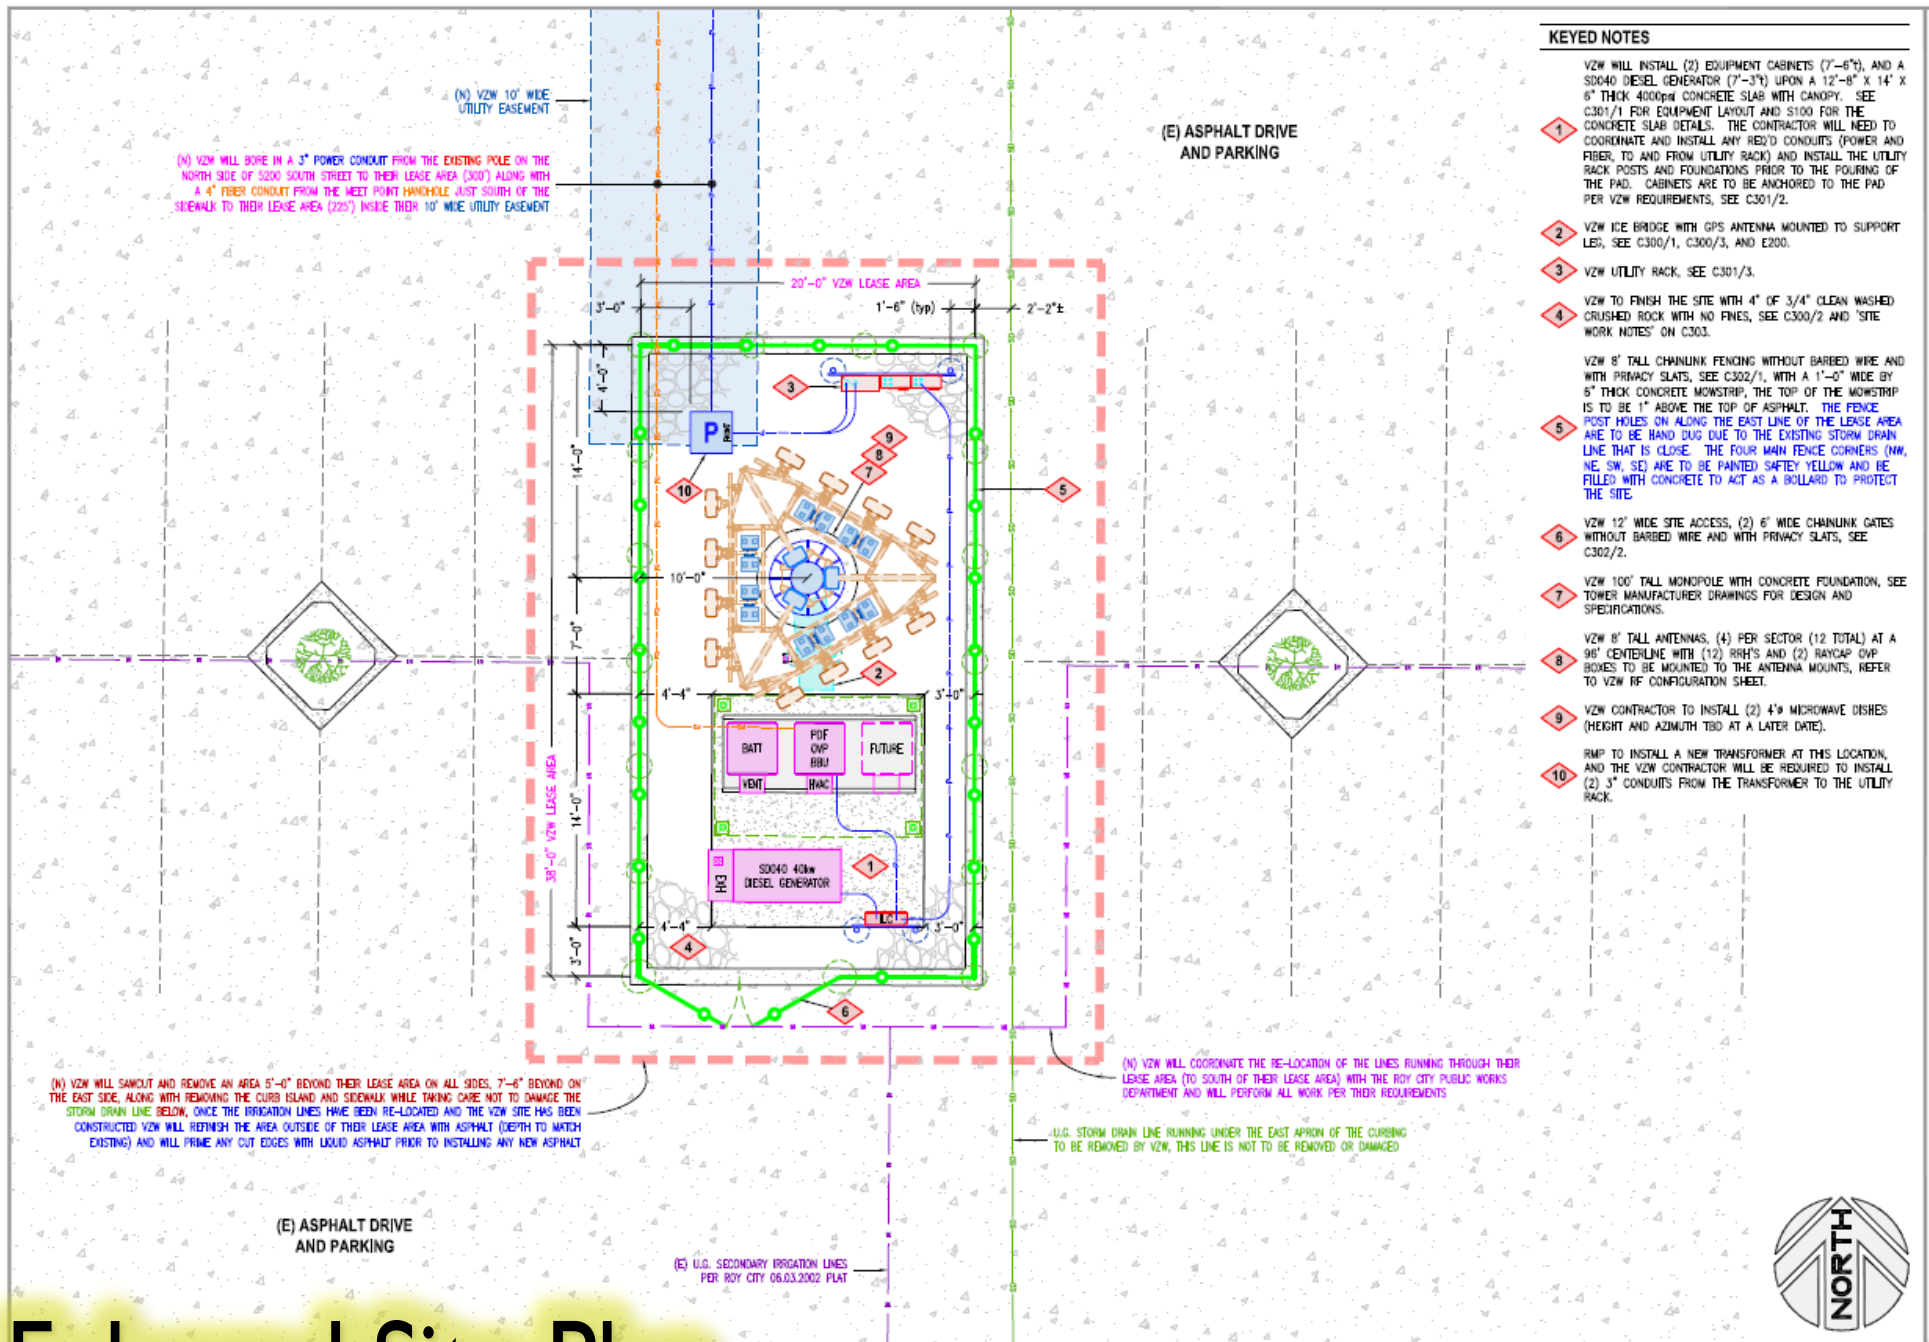 (N) VZW 10' WIDE
UTILITY EASEMENT
(N) VZW WILL BORE IN A 3" POWER CONDUIT FROM THE EXISTING POLE ON THE
NORTH SIDE OF 5200 SOUTH STREET TO THEIR LEASE AREA (300') ALONG WITH
A 4" FIBER CONDUIT FROM THE MEET POINT HANDHOLE JUST SOUTH OF THE
SIDEWALK TO THEIR LEASE AREA (225') INSIDE THEIR 10' WIDE UTILITY EASEMENT
(E) ASPHALT DRIVE
AND PARKING
20'-0" VZW LEASE AREA
3'-0"
1'-6" (typ)
2'-2"±
4'-0"
14'-0"
3
P
FRONT
9
8
7
10
5
10'-0"
7'-0"
2
4'-4"
3'-0"
BATT
VENT
PDF
OVP
BBU
HVAC
FUTURE
38'-0" VZW LEASE AREA
14'-0"
EXH
SD040 40kw
DIESEL GENERATOR
1
ILC
4'-4"
3'-0"
4
3'-0"
6
(N) VZW WILL SAWCUT AND REMOVE AN AREA 5'-0" BEYOND THEIR LEASE AREA ON ALL SIDES, 7'-6" BEYOND ON
THE EAST SIDE, ALONG WITH REMOVING THE CURB ISLAND AND SIDEWALK WHILE TAKING CARE NOT TO DAMAGE THE
STORM DRAIN LINE BELOW, ONCE THE IRRIGATION LINES HAVE BEEN RE-LOCATED AND THE VZW SITE HAS BEEN
CONSTRUCTED VZW WILL REFINISH THE AREA OUTSIDE OF THEIR LEASE AREA WITH ASPHALT (DEPTH TO MATCH
EXISTING) AND WILL PRIME ANY CUT EDGES WITH LIQUID ASPHALT PRIOR TO INSTALLING ANY NEW ASPHALT
(N) VZW WILL COORDINATE THE RE-LOCATION OF THE LINES RUNNING THROUGH THEIR
LEASE AREA (TO SOUTH OF THEIR LEASE AREA) WITH THE ROY CITY PUBLIC WORKS
DEPARTMENT AND WILL PERFORM ALL WORK PER THEIR REQUIREMENTS
U.G. STORM DRAIN LINE RUNNING UNDER THE EAST APRON OF THE CURBING
TO BE REMOVED BY VZW, THIS LINE IS NOT TO BE REMOVED OR DAMAGED
(E) ASPHALT DRIVE
AND PARKING
(E) U.G. SECONDARY IRRGATION LINES
PER ROY CITY 06.03.2002 PLAT
KEYED NOTES
1
VZW WILL INSTALL (2) EQUIPMENT CABINETS (7'-6"t), AND A
SD040 DIESEL GENERATOR (7'-3"t) UPON A 12'-8" X 14' X
6" THICK 4000psi CONCRETE SLAB WITH CANOPY. SEE
C301/1 FOR EQUIPMENT LAYOUT AND S100 FOR THE
CONCRETE SLAB DETAILS. THE CONTRACTOR WILL NEED TO
COORDINATE AND INSTALL ANY REQ'D CONDUITS (POWER AND
FIBER, TO AND FROM UTILITY RACK) AND INSTALL THE UTILITY
RACK POSTS AND FOUNDATIONS PRIOR TO THE POURING OF
THE PAD. CABINETS ARE TO BE ANCHORED TO THE PAD
PER VZW REQUIREMENTS, SEE C301/2.
2
VZW ICE BRIDGE WITH GPS ANTENNA MOUNTED TO SUPPORT
LEG, SEE C300/1, C300/3, AND E200.
3
VZW UTILITY RACK, SEE C301/3.
4
VZW TO FINISH THE SITE WITH 4" OF 3/4" CLEAN WASHED
CRUSHED ROCK WITH NO FINES, SEE C300/2 AND 'SITE
WORK NOTES' ON C303.
5
VZW 8' TALL CHAINLINK FENCING WITHOUT BARBED WIRE AND
WITH PRIVACY SLATS, SEE C302/1, WITH A 1'-0" WIDE BY
6" THICK CONCRETE MOWSTRIP, THE TOP OF THE MOWSTRIP
IS TO BE 1" ABOVE THE TOP OF ASPHALT. THE FENCE
POST HOLES ON ALONG THE EAST LINE OF THE LEASE AREA
ARE TO BE HAND DUG DUE TO THE EXISTING STORM DRAIN
LINE THAT IS CLOSE. THE FOUR MAIN FENCE CORNERS (NW,
NE, SW, SE) ARE TO BE PAINTED SAFTEY YELLOW AND BE
FILLED WITH CONCRETE TO ACT AS A BOLLARD TO PROTECT
THE SITE.
6
VZW 12' WIDE SITE ACCESS, (2) 6' WIDE CHAINLINK GATES
WITHOUT BARBED WIRE AND WITH PRIVACY SLATS, SEE
C302/2.
7
VZW 100' TALL MONOPOLE WITH CONCRETE FOUNDATION, SEE
TOWER MANUFACTURER DRAWINGS FOR DESIGN AND
SPECIFICATIONS.
8
VZW 8' TALL ANTENNAS, (4) PER SECTOR (12 TOTAL) AT A
96' CENTERLINE WITH (12) RRH'S AND (2) RAYCAP OVP
BOXES TO BE MOUNTED TO THE ANTENNA MOUNTS, REFER
TO VZW RF CONFIGURATION SHEET.
9
VZW CONTRACTOR TO INSTALL (2) 4'ø MICROWAVE DISHES
(HEIGHT AND AZIMUTH TBD AT A LATER DATE).
10
RMP TO INSTALL A NEW TRANSFORMER AT THIS LOCATION,
AND THE VZW CONTRACTOR WILL BE REQUIRED TO INSTALL
(2) 3" CONDUITS FROM THE TRANSFORMER TO THE UTILITY
RACK.
NORTH